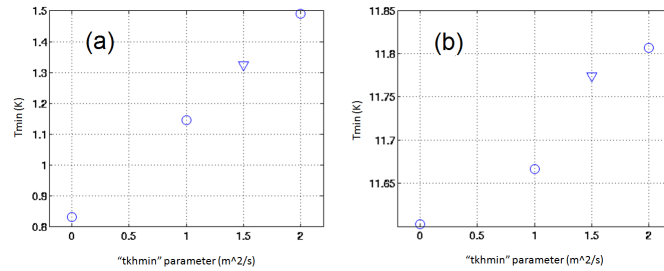 (a)
1.5
1.4
1.3
1.2
1.1
1
0.9
0.8
Tmin (K)
0 0.5 1 1.5 2
“tkhmin” parameter (m^2/s)
(b)
11.85
11.8
11.75
11.7
11.65
Tmin (K)
0 0.5 1 1.5 2
“tkhmin” parameter (m^2/s)